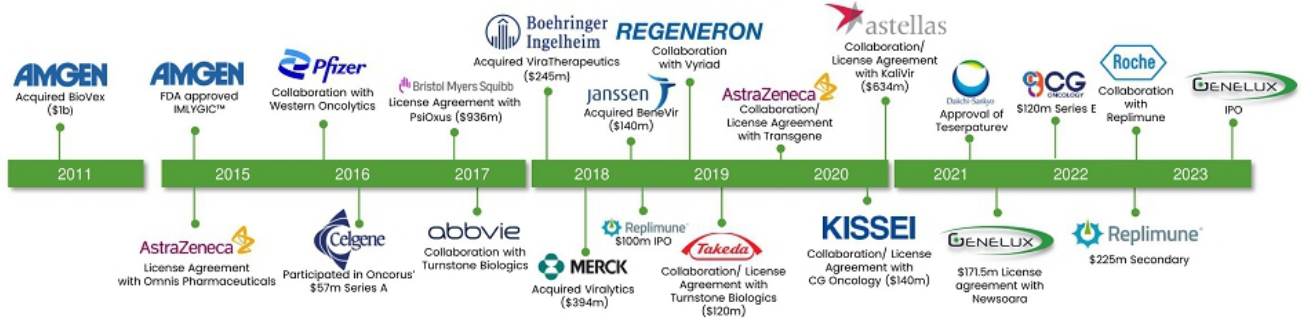 AMGEN
Acquired BioVex
($1b)
AMGEN
FDA approved
IMLYGIC™
Pfizer
Collaboration with
Western Oncolytics
Bristol Myers Squibb
License Agreement with
PsiOxus ($936m)
Boehringer
Ingelheim
Acquired ViraTherapeutics
($245m)
Janssen
Acquired BeneVir
($140m)
REGENERON
Collaboration
with Vyriad
AstraZeneca
Collaboration/
License Agreement
with Transgene
astellas
Collaboration/
License Agreement
with KaliVir
($634m)
Daiichi-Sankyo
Approval of
Teserpaturev
CG
ONCOLOGY
$120m Series E
Roche
Collaboration
with
Replimune
GENELUX
IPO
2011
2015
2016
2017
2018
2019
2020
2021
2022
2023
AstraZeneca
License Agreement
with Omnis Pharmaceuticals
Celgene
Participated in Oncorus'
$57m Series A
abbvie
Collaboration with
Turnstone Biologics
MERCK
Acquired Viralytics
($394m)
Replimune
$100m IPO
Takeda
Collaboration/ License
Agreement with
Turnstone Biologics
($120m)
KISSEI
Collaboration/ License
Agreement with
CG Oncology ($140m)
GENELUX
$171.5m License
agreement with
Newsoara
Replimune
$225m Secondary